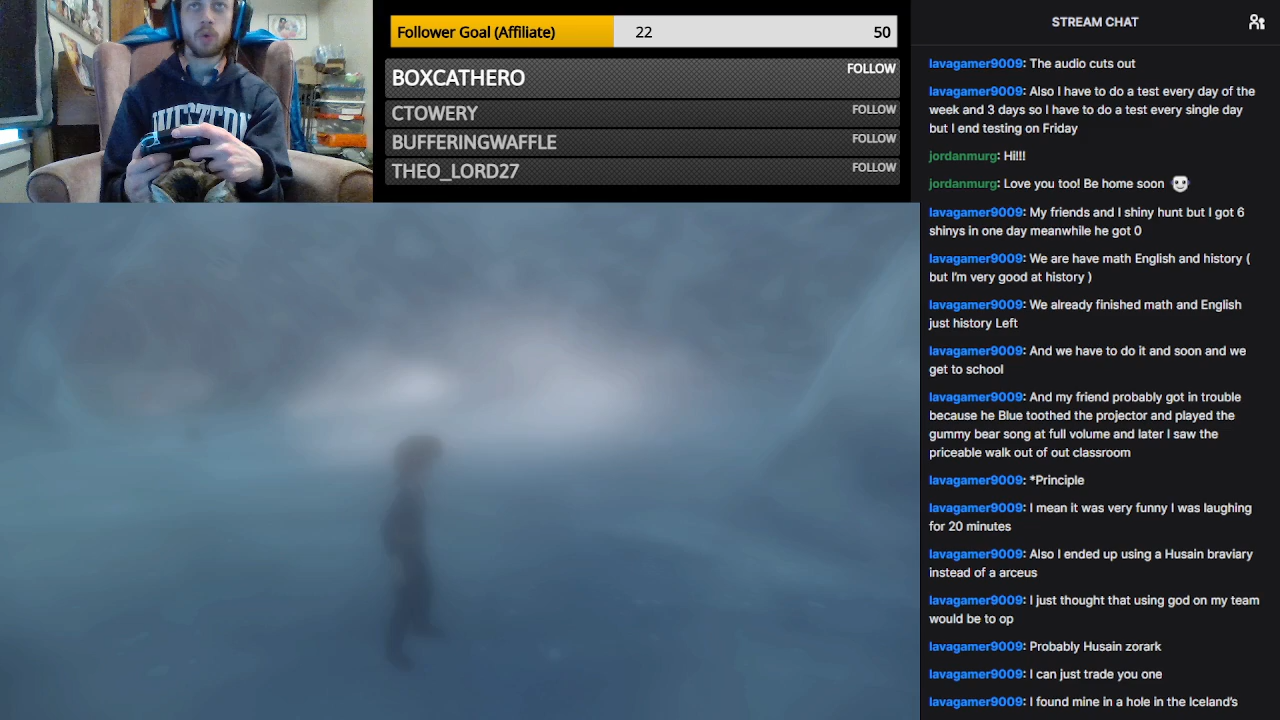 WESTERN
Follower Goal (Affiliate) 22 50
BOXCATHERO FOLLOW
CTOWERY FOLLOW
BUFFERINGWAFFLE FOLLOW
THEO_LORD27 FOLLOW
STREAM CHAT
lavagamer9009: The audio cuts out
lavagamer9009: Also I have to do a test every day of the
week and 3 days so I have to do a test every single day
but I end testing on Friday
jordanmurg: Hi!!!
jordanmurg: Love you too! Be home soon
lavagamer9009: My friends and I shiny hunt but I got 6
shinys in one day meanwhile he got 0
lavagamer9009: We are have math English and history (
but I'm very good at history )
lavagamer9009: We already finished math and English
just history Left
lavagamer9009: And we have to do it and soon and we
get to school
lavagamer9009: And my friend probably got in trouble
because he Blue toothed the projector and played the
gummy bear song at full volume and later I saw the
priceable walk out of out classroom
lavagamer9009: *Principle
lavagamer9009: I mean it was very funny I was laughing
for 20 minutes
lavagamer9009: Also I ended up using a Husain braviary
instead of a arceus
lavagamer9009: I just thought that using god on my team
would be to op
lavagamer9009: Probably Husain zorark
lavagamer9009: I can just trade you one
lavagamer9009: I found mine in a hole in the Iceland's